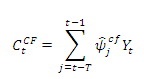 C_t^{CF} = \sum_{j=t-T}^{t-1} \hat{\psi}_j^{cf} Y_t